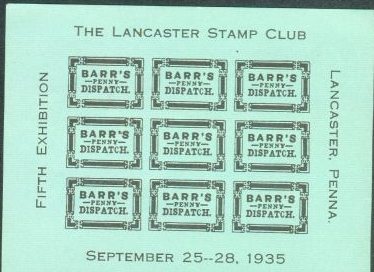 THE LANCASTER STAMP CLUB
FIFTH EXHIBITION
BARR'S
PENNY
DISPATCH.
BARR'S
PENNY
DISPATCH.
BARR'S
PENNY
DISPATCH.
BARR'S
PENNY
DISPATCH.
BARR'S
PENNY
DISPATCH.
BARR'S
PENNY
DISPATCH.
BARR'S
PENNY
DISPATCH.
BARR'S
PENNY
DISPATCH.
BARR'S
PENNY
DISPATCH.
LANCASTER, PENNA.
SEPTEMBER 25--28, 1935